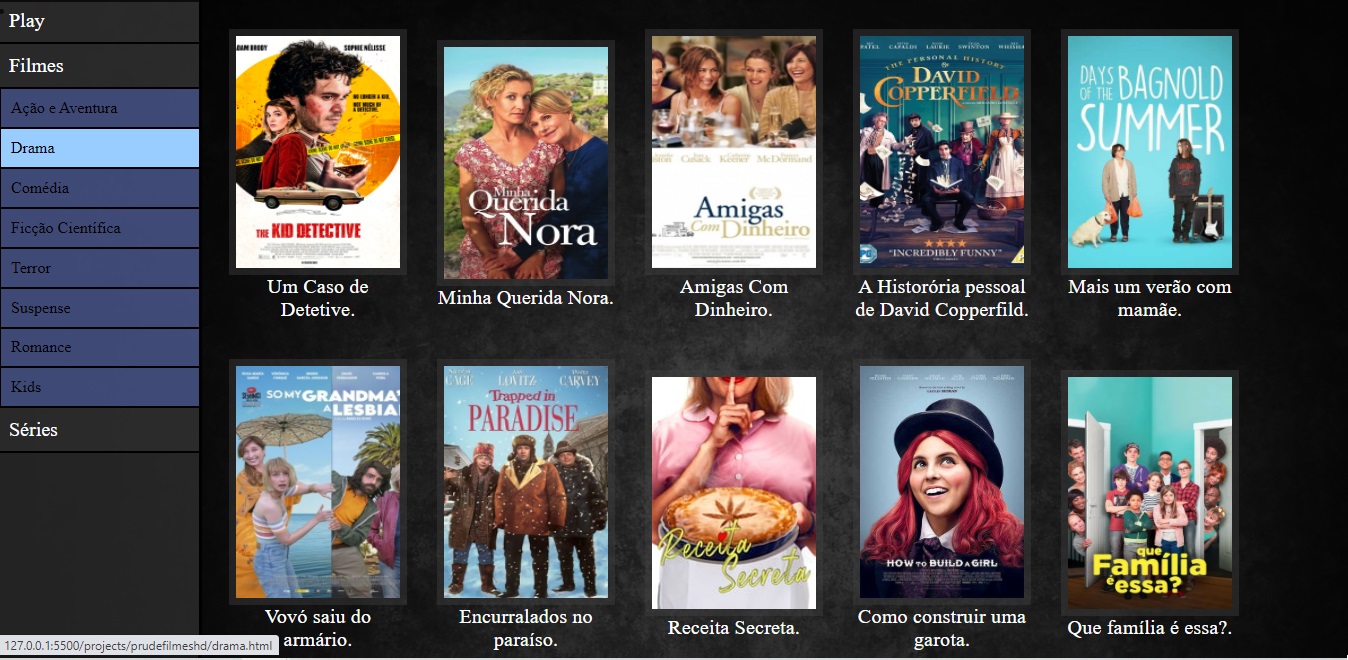 Play
Filmes
Ação e Aventura
Drama
Comédia
Ficção Científica
Terror
Suspense
Romance
Kids
Séries
ADAM BRODY
SOPHIE NÉLISSE
NO LONGER A KID.
NOT MUCH OF
A DETECTIVE.
THE KID DETECTIVE
Um Caso de
Detetive.
Minha
Querida
Nora
Minha Querida Nora.
Cusack
Keener
McDormand
Amigas
Com Dinheiro
Amigas Com
Dinheiro.
PATEL CAPALDI LAURIE SWINTON
THE PERSONAL HISTORY
OF DAVID
COPPERFIELD
★★★★
"INCREDIBLY FUNNY"
A Historória pessoal
de David Copperfild.
DAYS
OF THE BAGNOLD
SUMMER
Mais um verão com
mamãe.
SO MY GRANDMA'
A LESBIA
Vovó saiu do
armário.
CAGE LOVITZ CARVEY
Trapped in
PARADISE
Encurralados no
paraíso.
Receita
Secreta
Receita Secreta.
HOW TO BUILD A GIRL
Como construir uma
garota.
que
Família
é essa?
Que família é essa?.
127.0.0.1:5500/projects/prudefilmeshd/drama.html